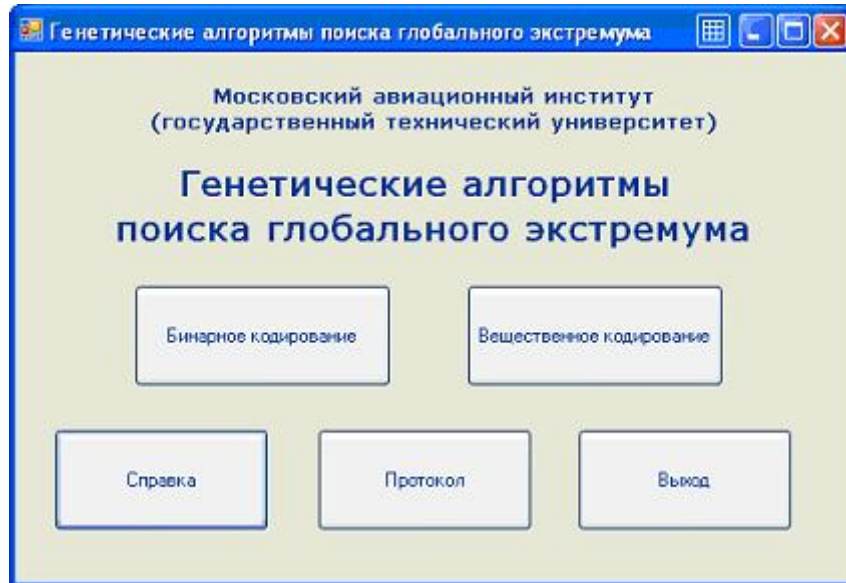 Генетические алгоритмы поиска глобального экстремума
Московский авиационный институт
(государственный технический университет)
Генетические алгоритмы
поиска глобального экстремума
Бинарное кодирование
Вещественное кодирование
Справка
Протокол
Выход